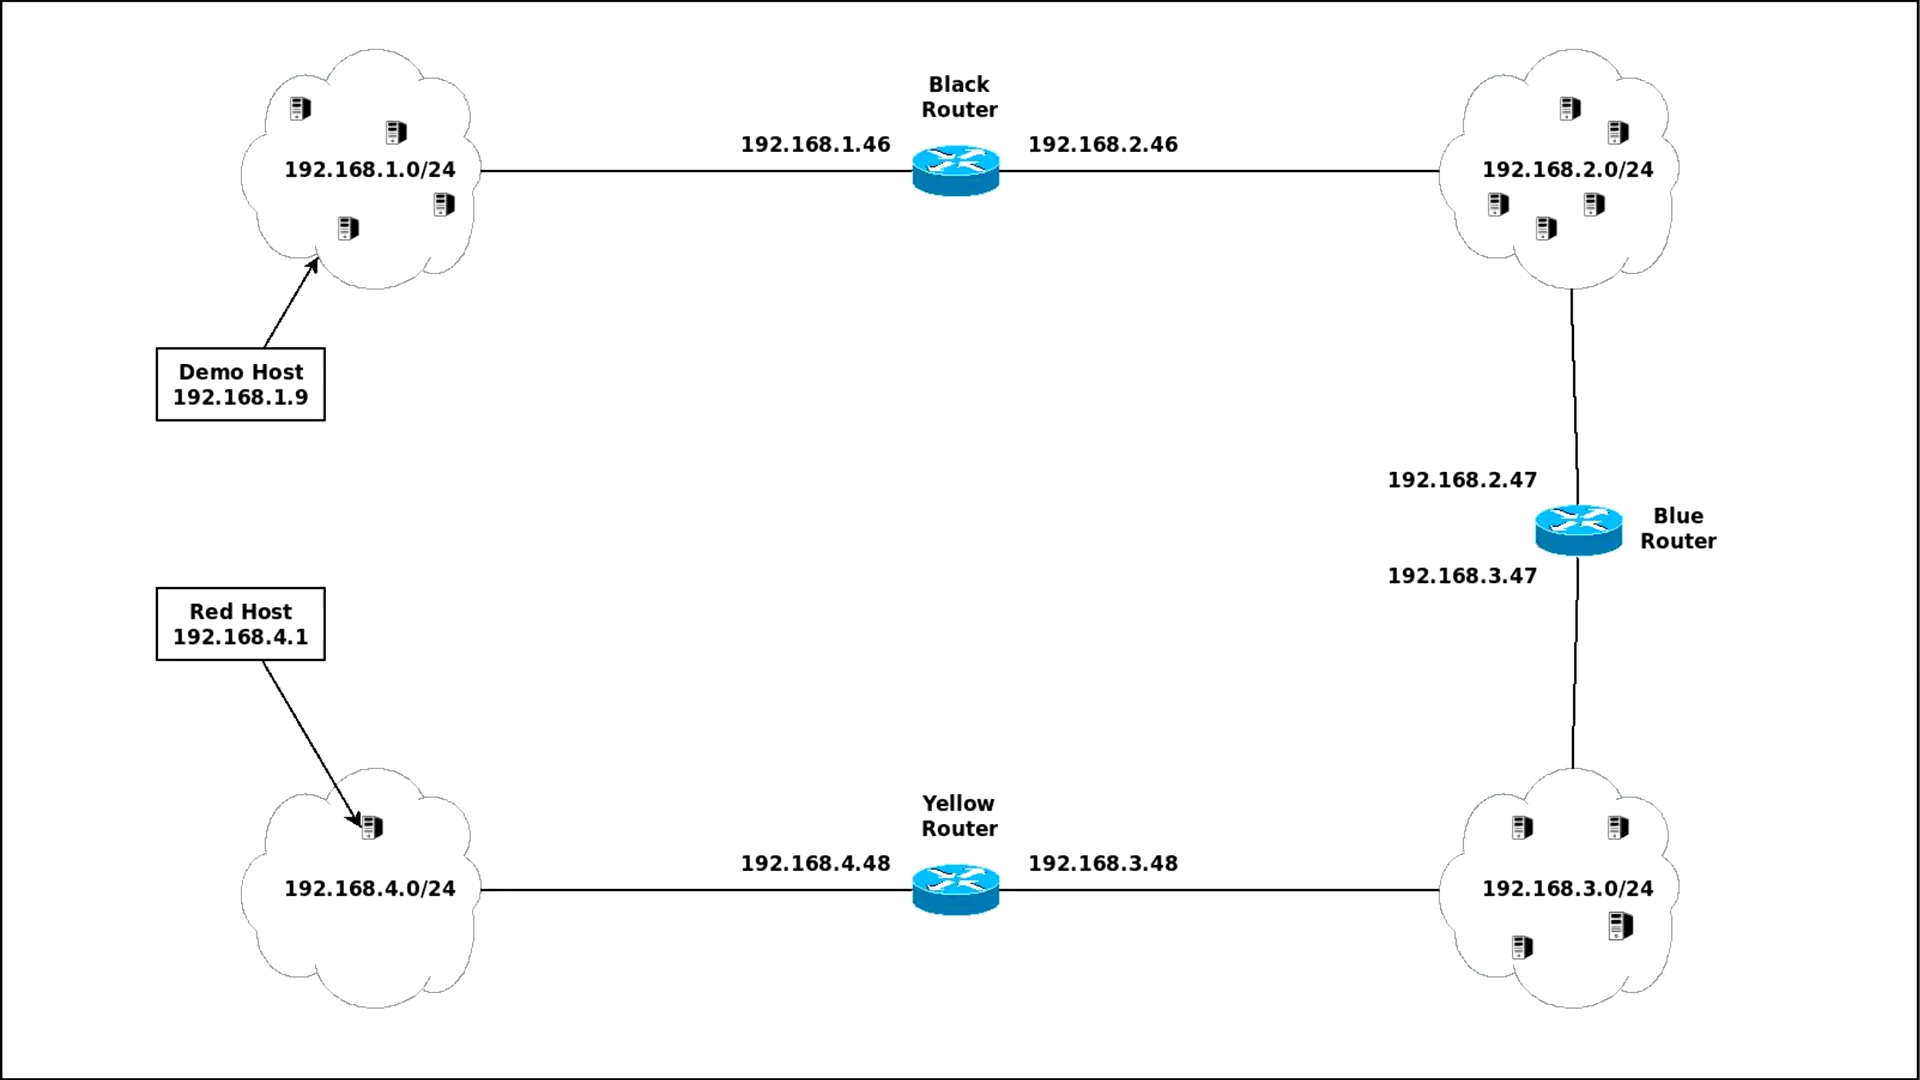 Black
Router
192.168.1.46
192.168.2.46
192.168.1.0/24
192.168.2.0/24
Demo Host
192.168.1.9
192.168.2.47
Blue
Router
192.168.3.47
Red Host
192.168.4.1
Yellow
Router
192.168.4.48
192.168.3.48
192.168.4.0/24
192.168.3.0/24